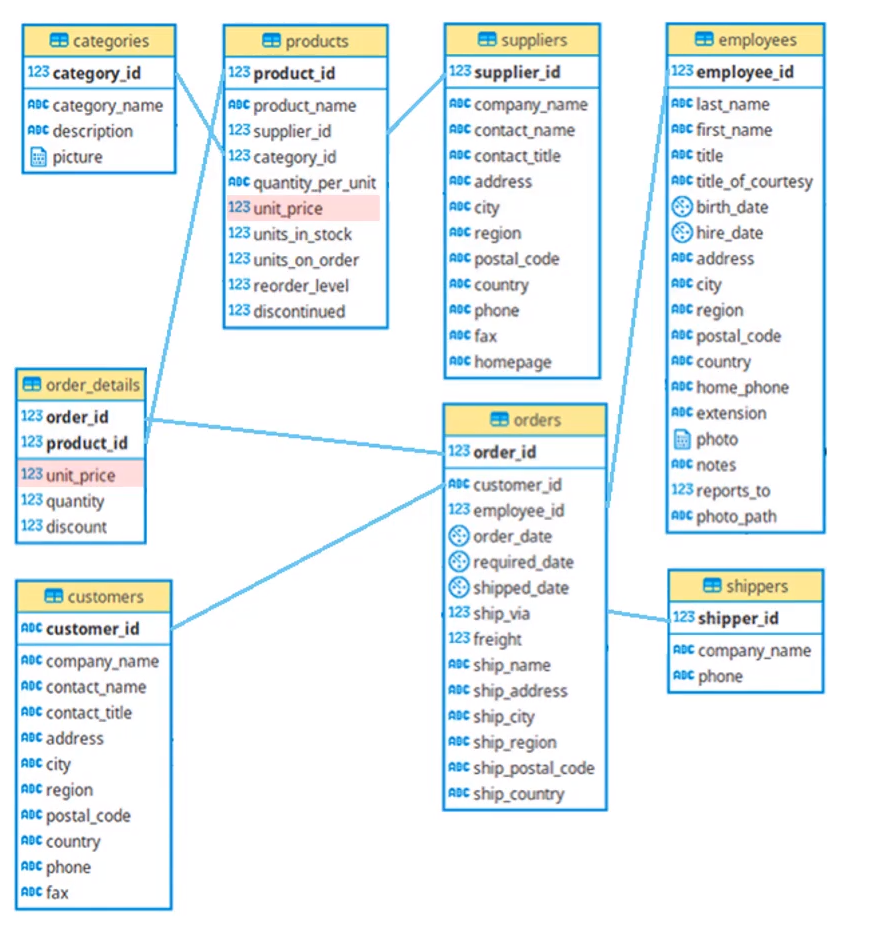 categories
123 category_id
ABC category_name
ABC description
picture
products
123 product_id
ABC product_name
123 supplier_id
123 category_id
ABC quantity_per_unit
123 unit_price
123 units_in_stock
123 units_on_order
123 reorder_level
123 discontinued
suppliers
123 supplier_id
ABC company_name
ABC contact_name
ABC contact_title
ABC address
ABC city
ABC region
ABC postal_code
ABC country
ABC phone
ABC fax
ABC homepage
employees
123 employee_id
ABC last_name
ABC first_name
ABC title
ABC title_of_courtesy
birth_date
hire_date
ABC address
ABC city
ABC region
ABC postal_code
ABC country
ABC home_phone
ABC extension
photo
ABC notes
123 reports_to
ABC photo_path
order_details
123 order_id
123 product_id
123 unit_price
123 quantity
123 discount
orders
123 order_id
ABC customer_id
123 employee_id
order_date
required_date
shipped_date
123 ship_via
123 freight
ABC ship_name
ABC ship_address
ABC ship_city
ABC ship_region
ABC ship_postal_code
ABC ship_country
customers
ABC customer_id
ABC company_name
ABC contact_name
ABC contact_title
ABC address
ABC city
ABC region
ABC postal_code
ABC country
ABC phone
ABC fax
shippers
123 shipper_id
ABC company_name
ABC phone